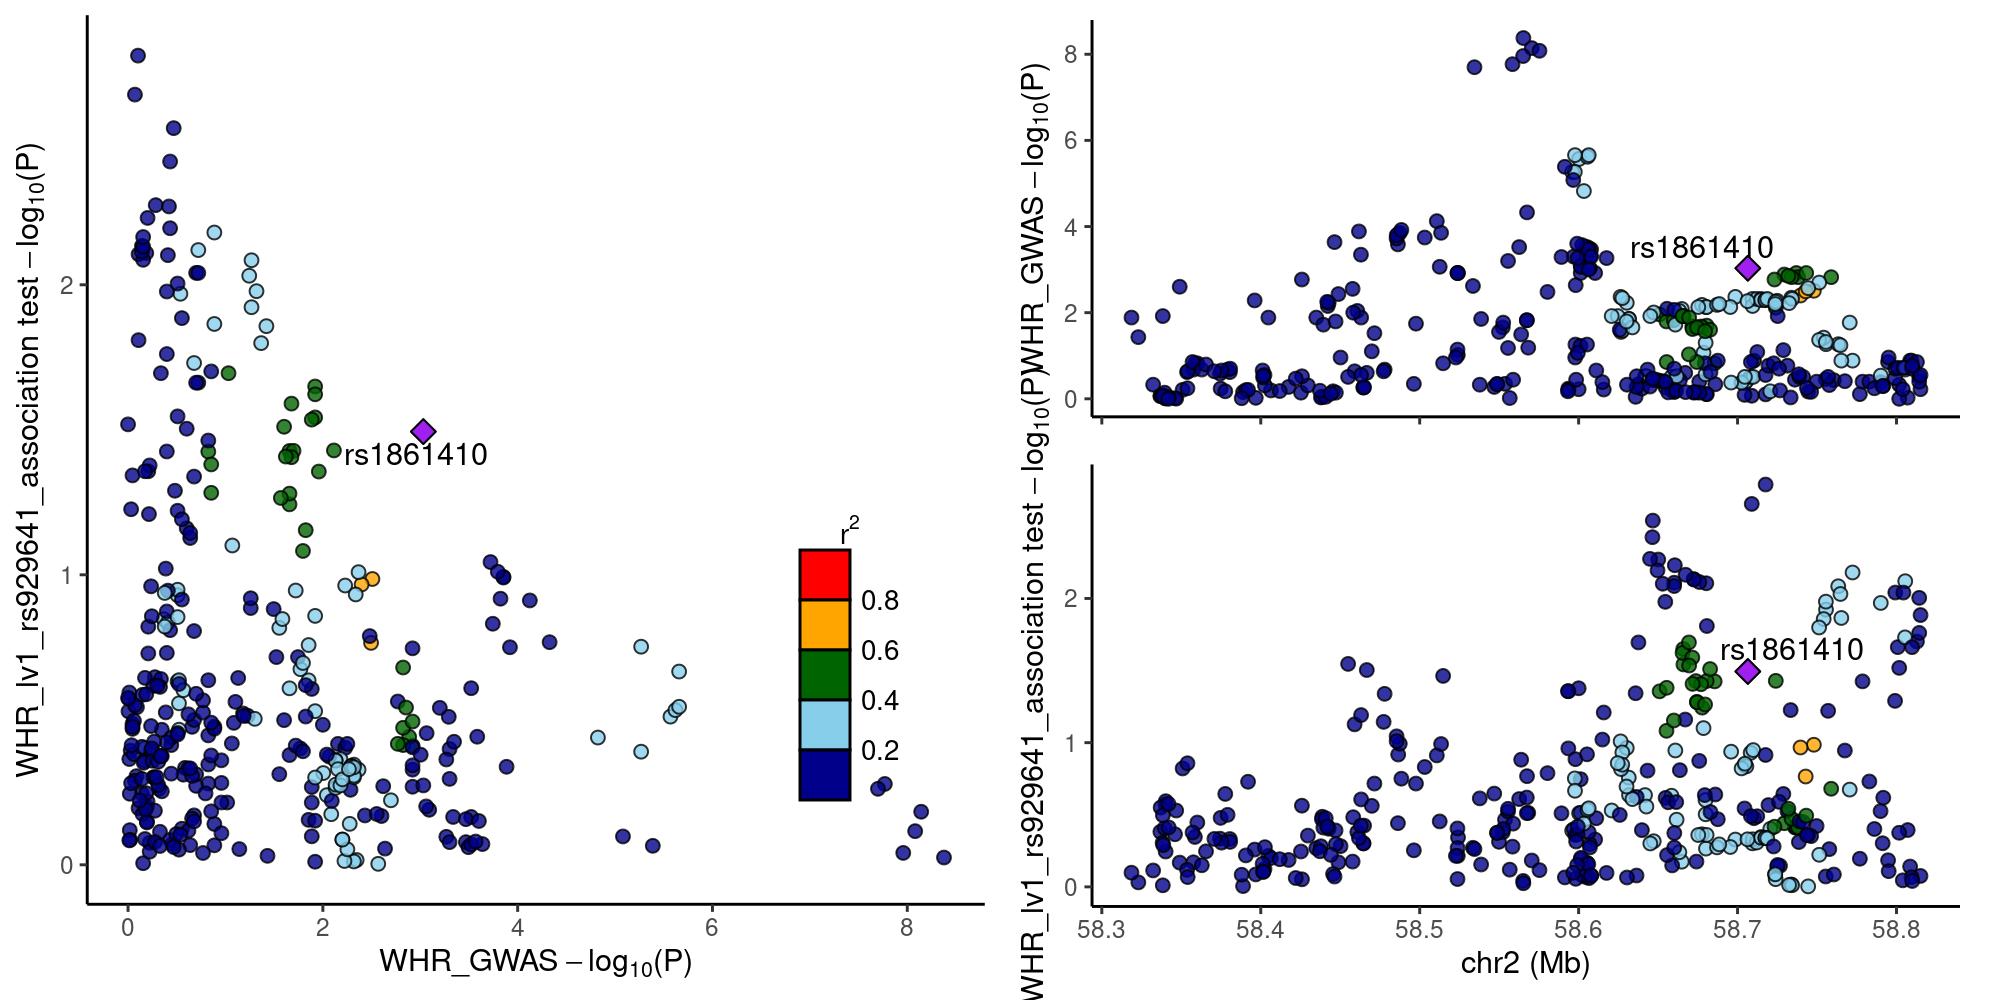 WHR_lv1_rs929641_association test −log10(P)
2
1
0
rs1861410
r2
0.8
0.6
0.4
0.2
0
2
4
6
8
WHR_GWAS −log10(P)
WHR_GWAS −log10(P)
8
6
4
2
0
rs1861410
WHR_lv1_rs929641_association test −log10(P)
2
1
0
rs1861410
58.3
58.4
58.5
58.6
58.7
58.8
chr2 (Mb)